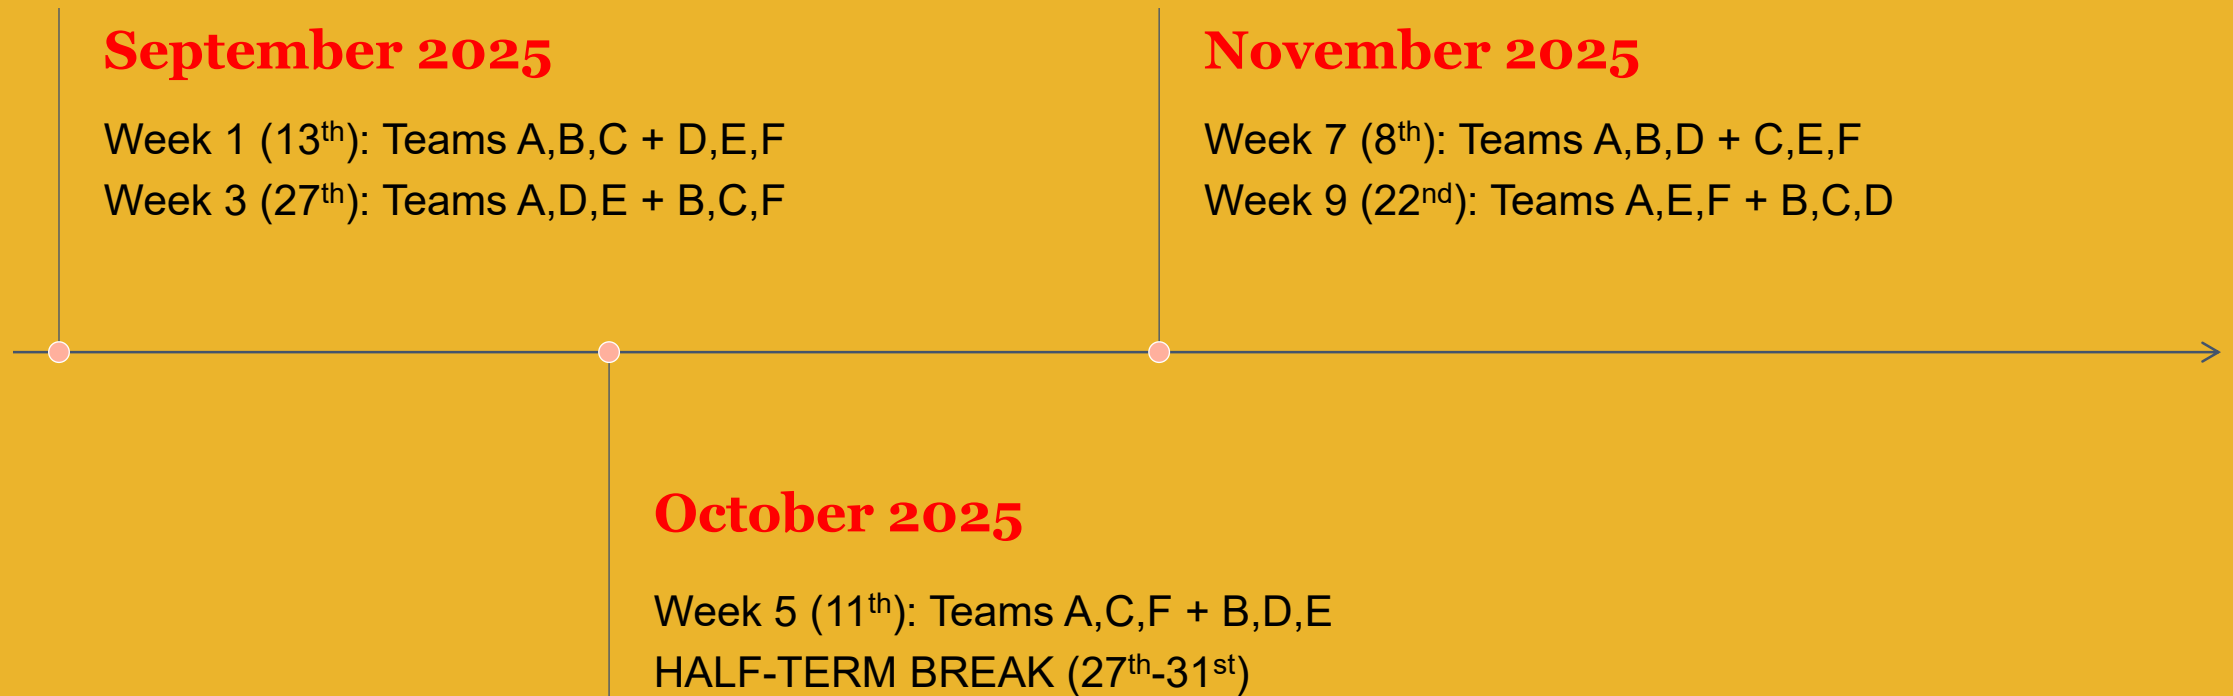 September 2025
Week 1 (13th): Teams A,B,C + D,E,F
Week 3 (27th): Teams A,D,E + B,C,F
October 2025
Week 5 (11th): Teams A,C,F + B,D,E
HALF-TERM BREAK (27th-31st)
November 2025
Week 7 (8th): Teams A,B,D + C,E,F
Week 9 (22nd): Teams A,E,F + B,C,D